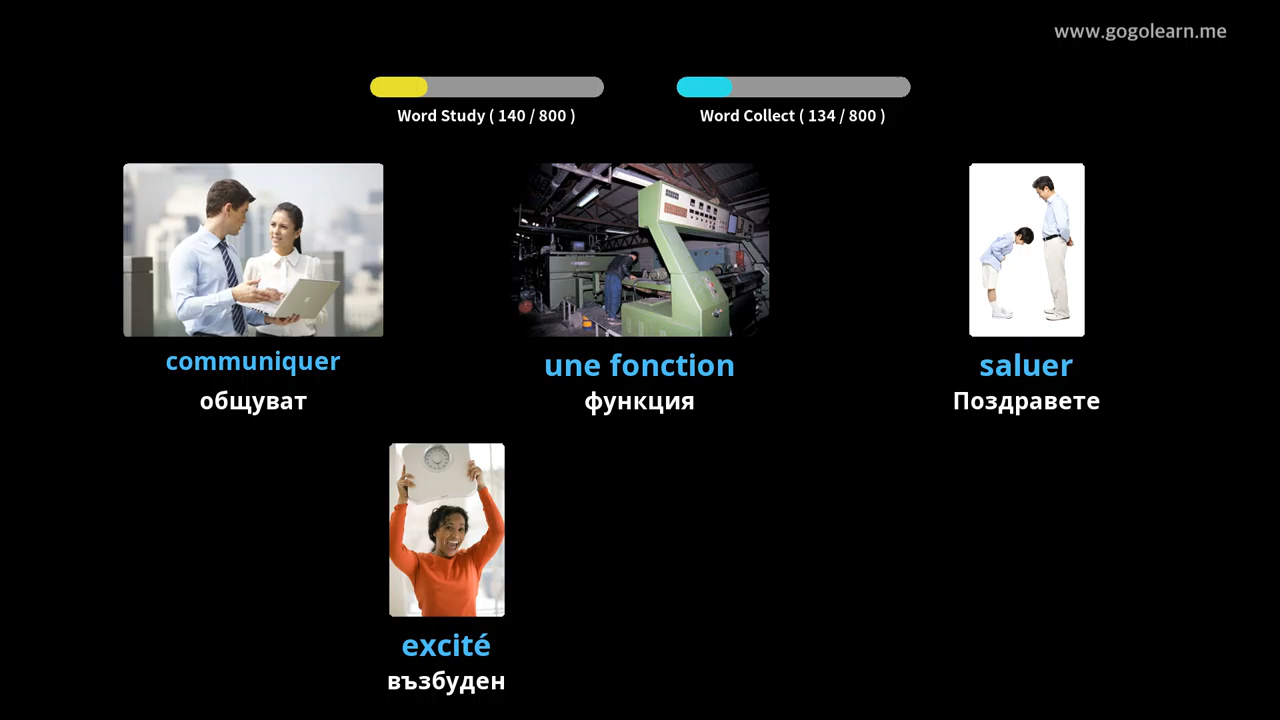 www.gogolearn.me
Word Study ( 140 / 800 )
Word Collect ( 134 / 800 )
communiquer
общуват
une fonction
функция
saluer
Поздравете
excité
възбуден